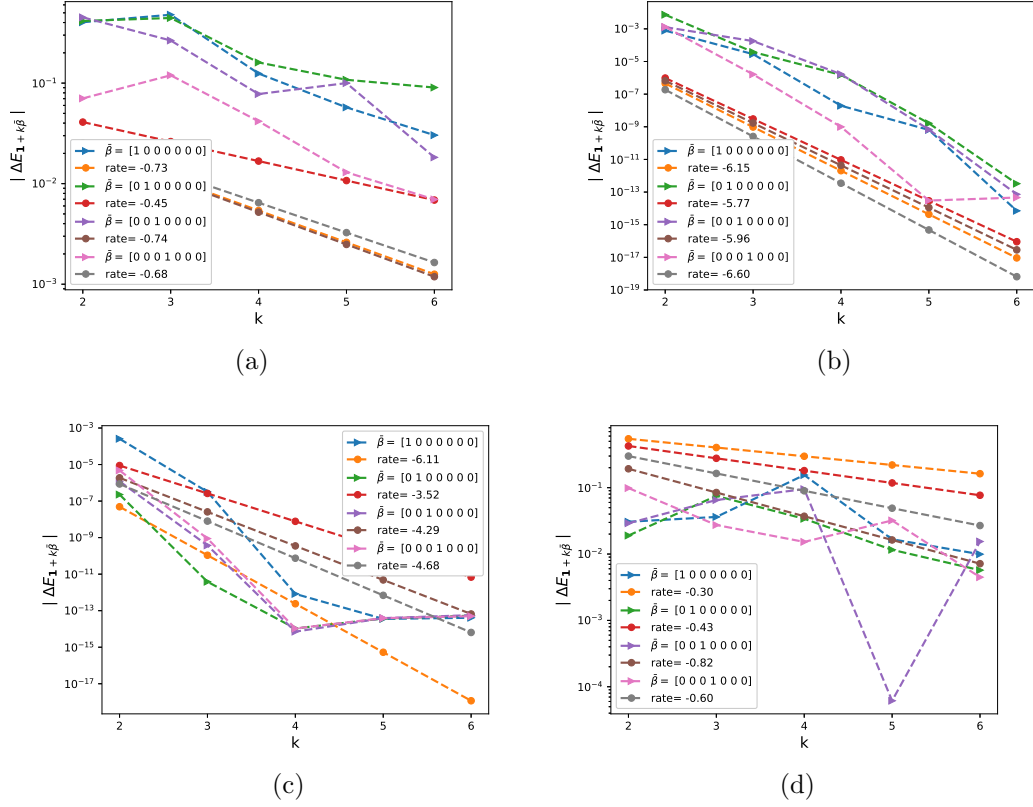 10⁻¹
10⁻²
10⁻³
| ΔE₁ ₊ ₖβ̄ |
β̄ = [1 0 0 0 0 0 0]
rate= -0.73
β̄ = [0 1 0 0 0 0 0]
rate= -0.45
β̄ = [0 0 1 0 0 0 0]
rate= -0.74
β̄ = [0 0 0 1 0 0 0]
rate= -0.68
2 3 4 5 6
k
(a)
10⁻³
10⁻⁵
10⁻⁷
10⁻⁹
10⁻¹¹
10⁻¹³
10⁻¹⁵
10⁻¹⁷
10⁻¹⁹
| ΔE₁ ₊ ₖβ̄ |
β̄ = [1 0 0 0 0 0 0]
rate= -6.15
β̄ = [0 1 0 0 0 0 0]
rate= -5.77
β̄ = [0 0 1 0 0 0 0]
rate= -5.96
β̄ = [0 0 0 1 0 0 0]
rate= -6.60
2 3 4 5 6
k
(b)
10⁻³
10⁻⁵
10⁻⁷
10⁻⁹
10⁻¹¹
10⁻¹³
10⁻¹⁵
10⁻¹⁷
| ΔE₁ ₊ ₖβ̄ |
β̄ = [1 0 0 0 0 0 0]
rate= -6.11
β̄ = [0 1 0 0 0 0 0]
rate= -3.52
β̄ = [0 0 1 0 0 0 0]
rate= -4.29
β̄ = [0 0 0 1 0 0 0]
rate= -4.68
2 3 4 5 6
k
(c)
10⁻¹
10⁻²
10⁻³
10⁻⁴
| ΔE₁ ₊ ₖβ̄ |
β̄ = [1 0 0 0 0 0 0]
rate= -0.30
β̄ = [0 1 0 0 0 0 0]
rate= -0.43
β̄ = [0 0 1 0 0 0 0]
rate= -0.82
β̄ = [0 0 0 1 0 0 0]
rate= -0.60
2 3 4 5 6
k
(d)